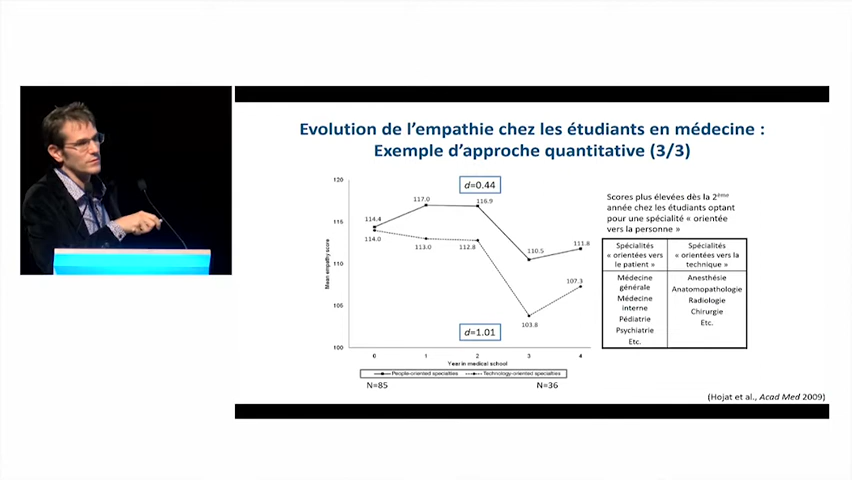 Evolution de l'empathie chez les étudiants en médecine :
Exemple d'approche quantitative (3/3)
120
115
110
105
100
Mean empathy score
d=0.44
114.4
117.0
116.9
110.5
111.8
114.0
113.0
112.8
103.8
107.3
d=1.01
0 1 2 3 4
Year in medical school
People-oriented specialties Technology-oriented specialties
N=85 N=36
Scores plus élevées dès la 2ème
année chez les étudiants optant
pour une spécialité « orientée
vers la personne »
Spécialités
« orientées vers
le patient »
Spécialités
« orientées vers la
technique »
Médecine
générale
Médecine
interne
Pédiatrie
Psychiatrie
Etc.
Anesthésie
Anatomopathologie
Radiologie
Chirurgie
Etc.
(Hojat et al., Acad Med 2009)